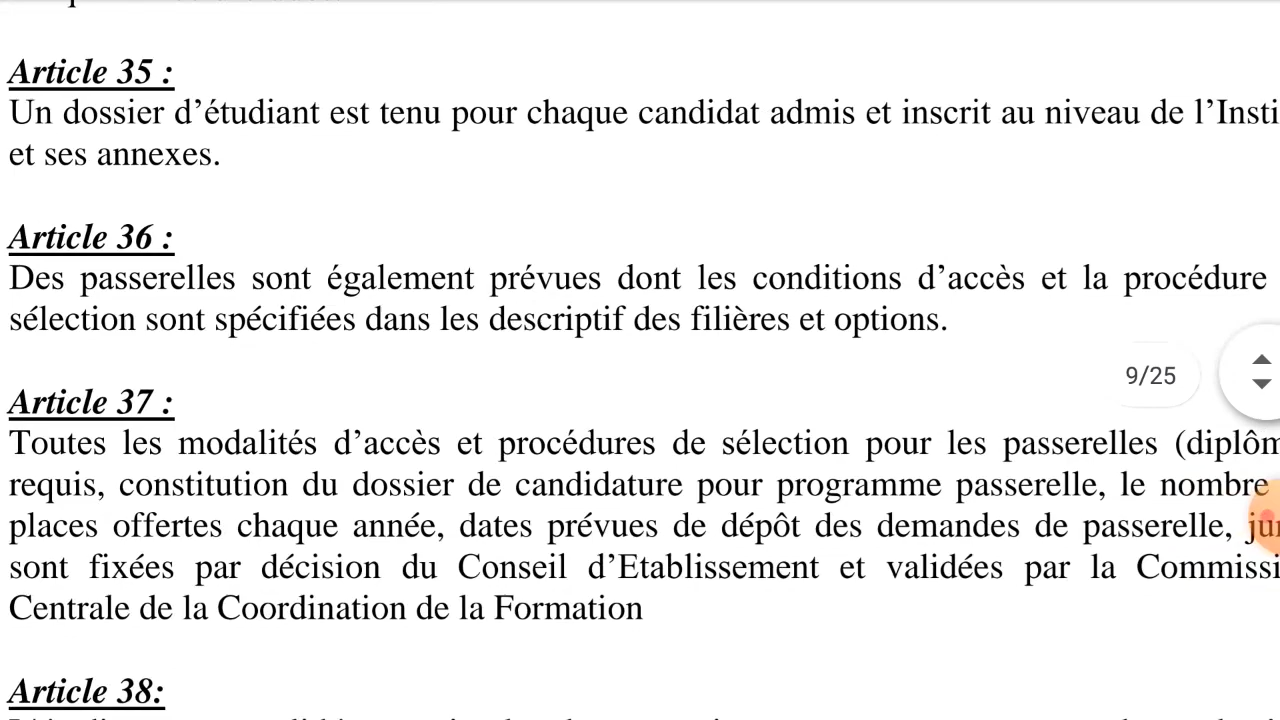 Article 35 :
Un dossier d’étudiant est tenu pour chaque candidat admis et inscrit au niveau de l’Insti
et ses annexes.
Article 36 :
Des passerelles sont également prévues dont les conditions d’accès et la procédure
sélection sont spécifiées dans les descriptif des filières et options.
9/25
Article 37 :
Toutes les modalités d’accès et procédures de sélection pour les passerelles (diplôm
requis, constitution du dossier de candidature pour programme passerelle, le nombre
places offertes chaque année, dates prévues de dépôt des demandes de passerelle,
sont fixées par décision du Conseil d’Etablissement et validées par la Commissi
Centrale de la Coordination de la Formation
Article 38: